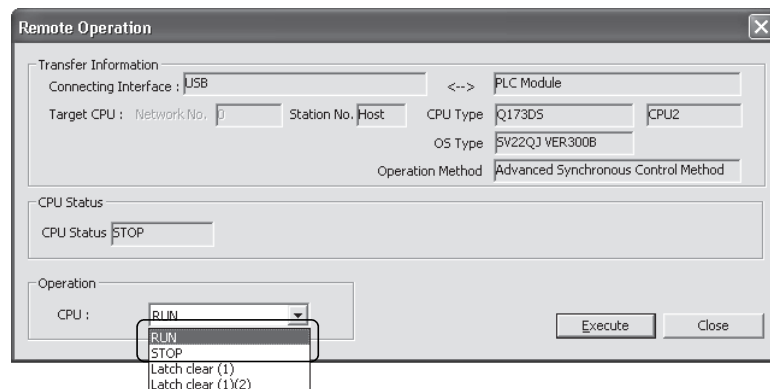 Remote Operation
Transfer Information
Connecting Interface : USB <--> PLC Module
Target CPU : Network No. 0 Station No. Host CPU Type Q173DS CPU2
OS Type SV22QJ VER300B
Operation Method Advanced Synchronous Control Method
CPU Status
CPU Status STOP
Operation
CPU : RUN
RUN
STOP
Latch clear (1)
Latch clear (1)(2)
Execute Close